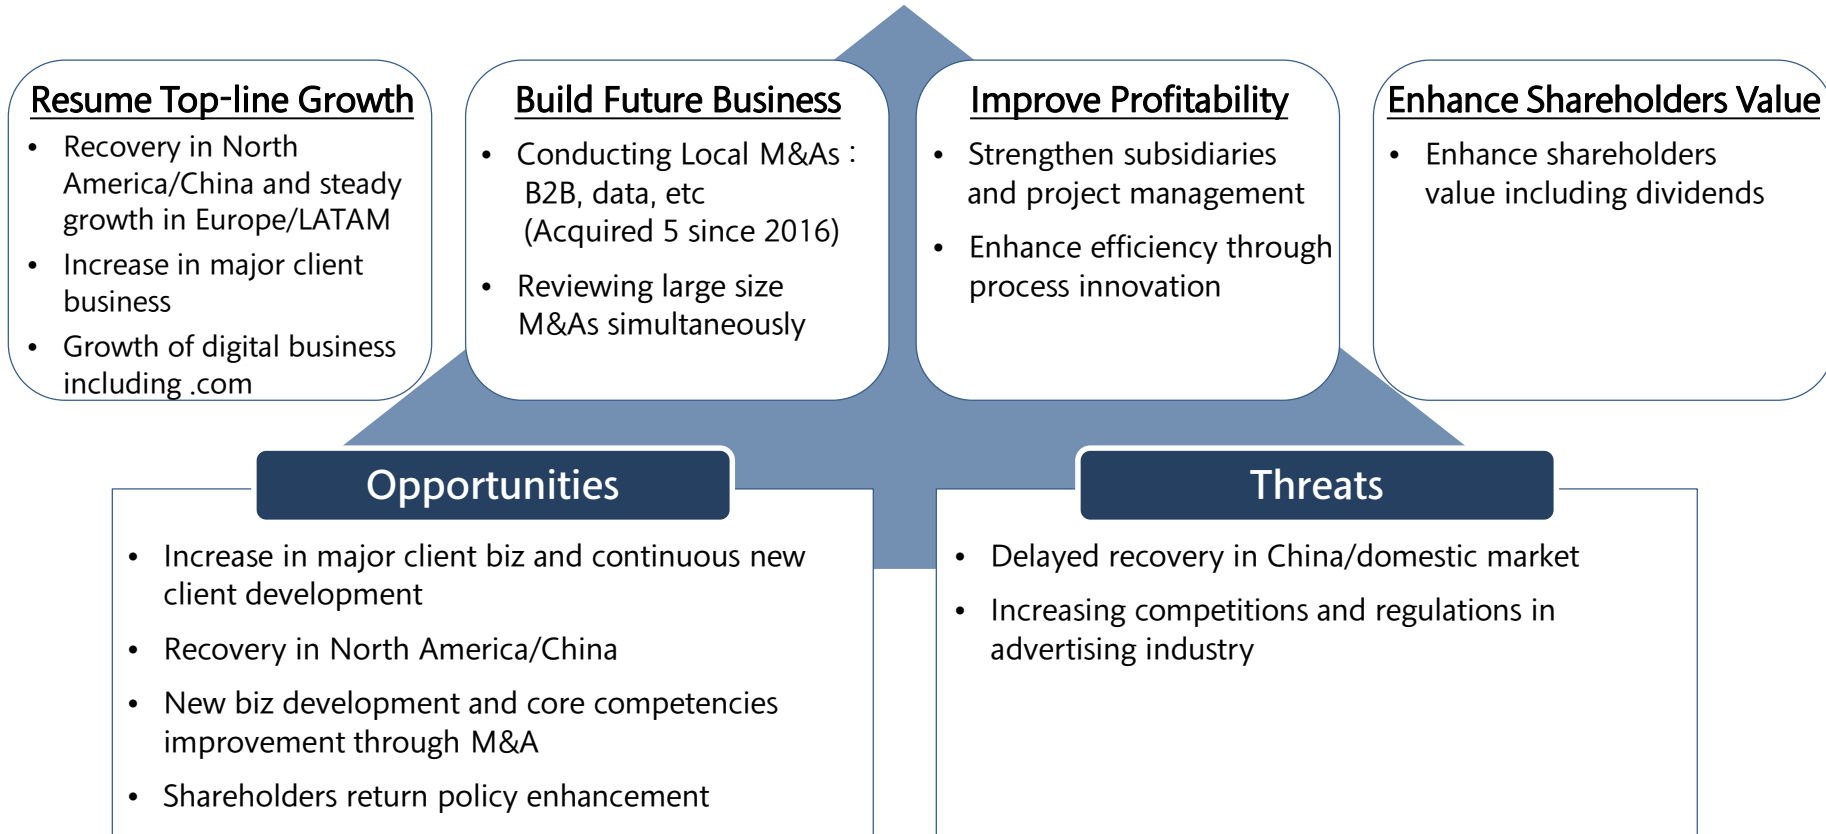 Resume Top-line Growth
• Recovery in North
America/China and steady
growth in Europe/LATAM
• Increase in major client
business
• Growth of digital business
including .com
Build Future Business
• Conducting Local M&As :
B2B, data, etc
(Acquired 5 since 2016)
• Reviewing large size
M&As simultaneously
Improve Profitability
• Strengthen subsidiaries
and project management
• Enhance efficiency through
process innovation
Enhance Shareholders Value
• Enhance shareholders
value including dividends
Opportunities
• Increase in major client biz and continuous new
client development
• Recovery in North America/China
• New biz development and core competencies
improvement through M&A
• Shareholders return policy enhancement
Threats
• Delayed recovery in China/domestic market
• Increasing competitions and regulations in
advertising industry